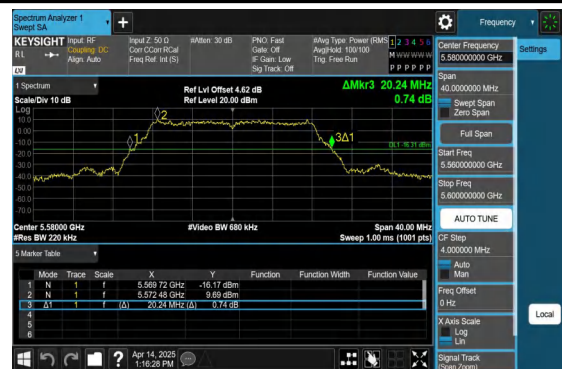 Spectrum Analyzer 1
Swept SA
Frequency
KEYSIGHT
RL
Input: RF
Coupling: DC
Align: Auto
Input Z: 50 Ω
Corr CCorr RCal
Freq Ref: Int (S)
#Atten: 30 dB
PNO: Fast
Gate: Off
IF Gain: Low
Sig Track: Off
#Avg Type: Power (RMS
Avg|Hold: 100/100
Trig: Free Run
1 2 3 4 5 6
M W W W W W
P P P P P P
LXI
1 Spectrum
Scale/Div 10 dB
Ref Lvl Offset 4.62 dB
Ref Level 20.00 dBm
ΔMkr3 20.24 MHz
0.74 dB
Log
10.0
0.00
-10.0
-20.0
-30.0
-40.0
-50.0
-60.0
-70.0
1
2
3Δ1
DL1 -16.31 dBm
Center 5.58000 GHz
#Res BW 220 kHz
#Video BW 680 kHz
Span 40.00 MHz
Sweep 1.00 ms (1001 pts)
5 Marker Table
Mode Trace Scale X Y Function Function Width Function Value
1 N 1 f 5.569 72 GHz -16.17 dBm
2 N 1 f 5.572 48 GHz 9.69 dBm
3 Δ1 1 f (Δ) 20.24 MHz (Δ) 0.74 dB
4
5
6
Apr 14, 2025
1:16:28 PM
Center Frequency
5.580000000 GHz
Settings
Span
40.0000000 MHz
Swept Span
Zero Span
Full Span
Start Freq
5.560000000 GHz
Stop Freq
5.600000000 GHz
AUTO TUNE
CF Step
4.000000 MHz
Auto
Man
Freq Offset
0 Hz
X Axis Scale
Log
Lin
Local
Signal Track
(Span Zoom)